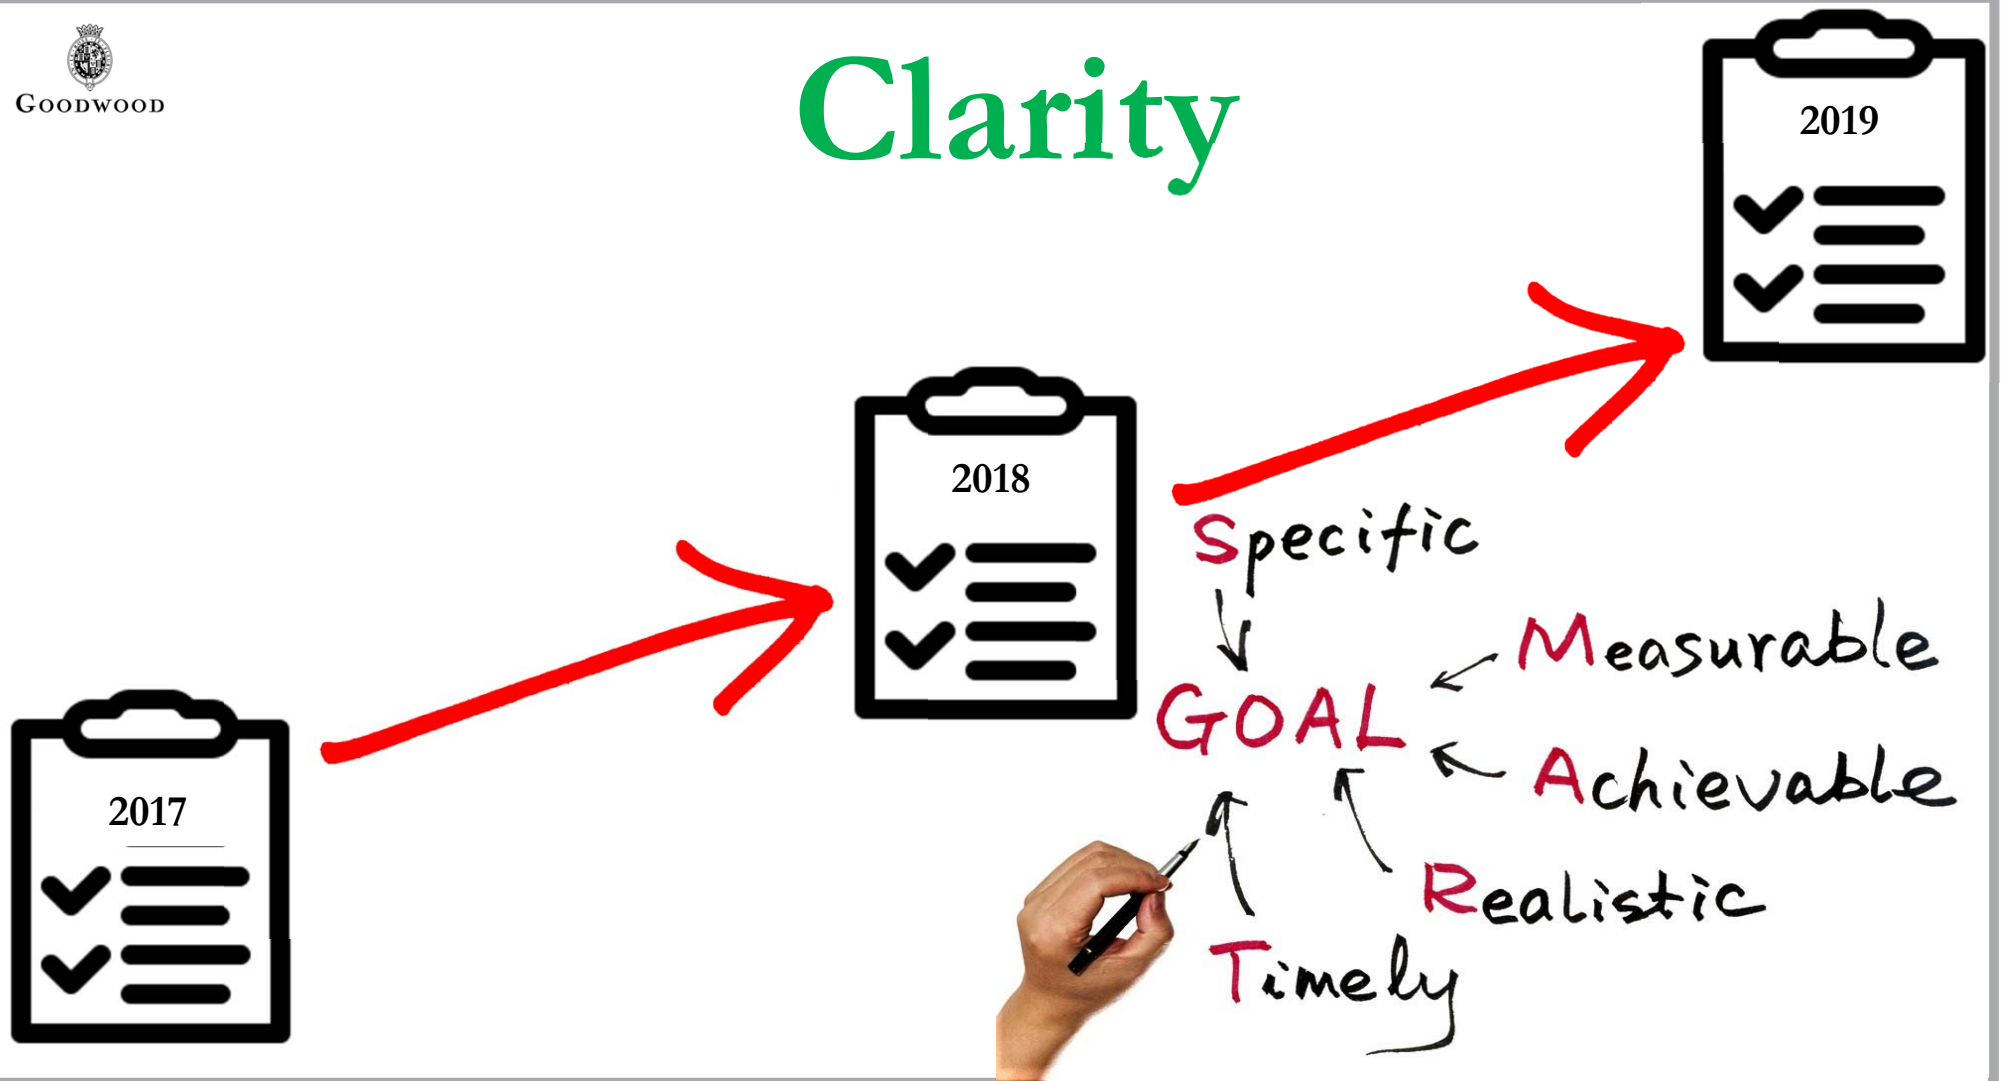 GOODWOOD
Clarity
2019
2018
2017
Specific
Measurable
GOAL
Achievable
Realistic
Timely